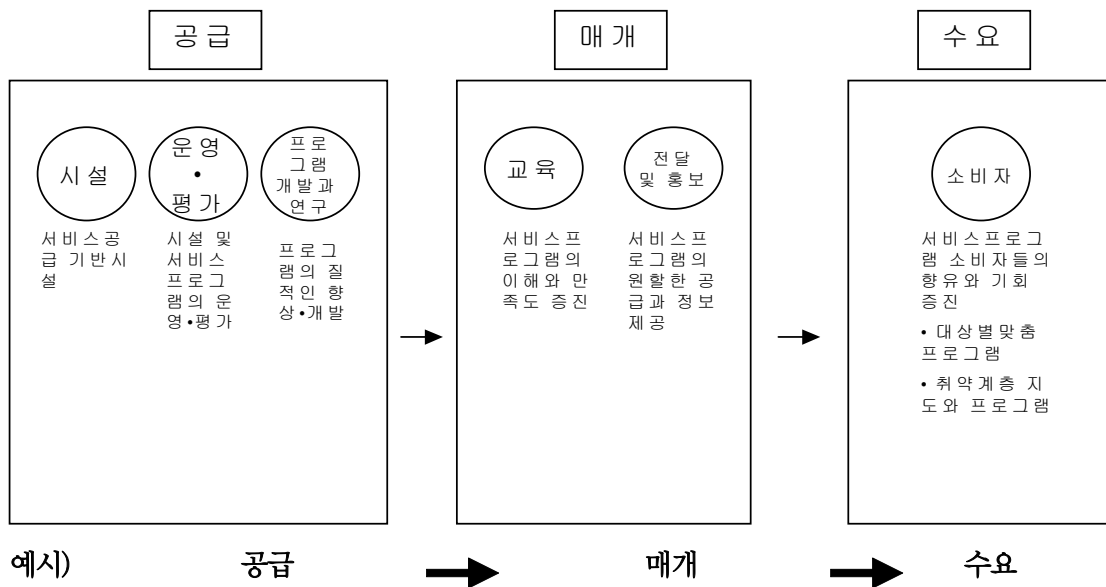 공급
매개
수요
시설
운영
•
평가
프로
그램
개발과
연구
서비스공
급 기반시
설
시설 및
서비스
프로그
램의 운
영•평가
프로그
램의 질
적인 향
상•개발
교육
전달
및 홍보
서비스프
로그램의
이해와 만
족도 증진
서비스프
로그램의
원할한 공
급과 정보
제공
소비자
서비스프로그
램 소비자들의
향유와 기회
증진
• 대상별맞춤
프로그램
• 취약계층 지
도와 프로그램
예시) 공급 매개 수요